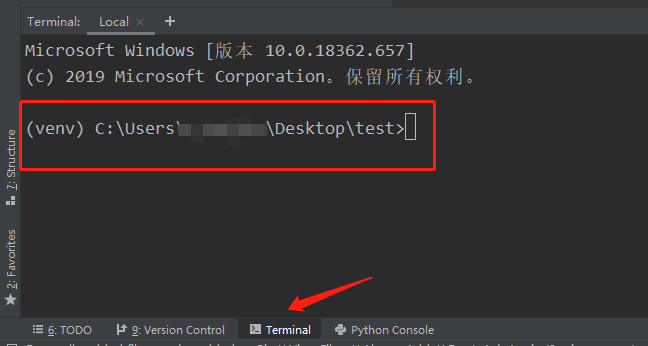 Terminal: Local × +
Microsoft Windows [版本 10.0.18362.657]
(c) 2019 Microsoft Corporation。保留所有权利。
(venv) C:\Users\ \Desktop\test>
7: Structure
2: Favorites
6: TODO 9: Version Control Terminal Python Console